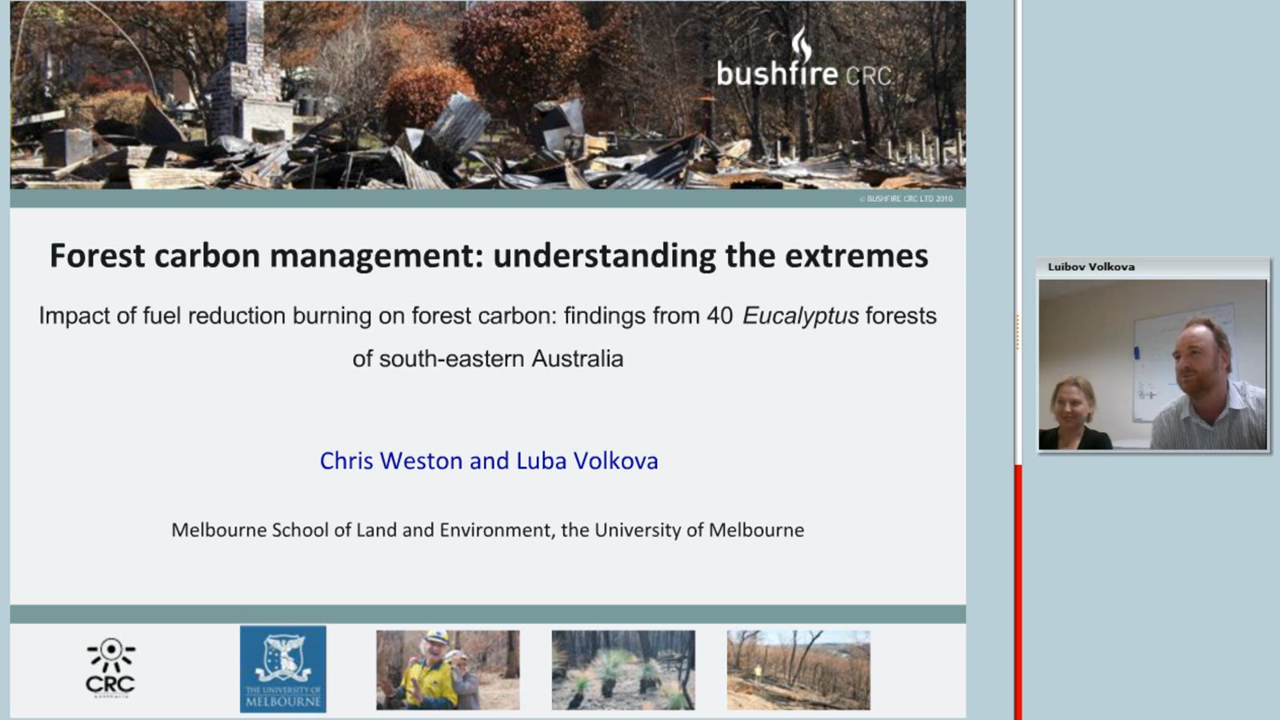 bushfire CRC
© BUSHFIRE CRC LTD 2010
Forest carbon management: understanding the extremes
Impact of fuel reduction burning on forest carbon: findings from 40 Eucalyptus forests
of south-eastern Australia
Chris Weston and Luba Volkova
Melbourne School of Land and Environment, the University of Melbourne
CRC
AUSTRALIA
THE UNIVERSITY OF
MELBOURNE
Luibov Volkova